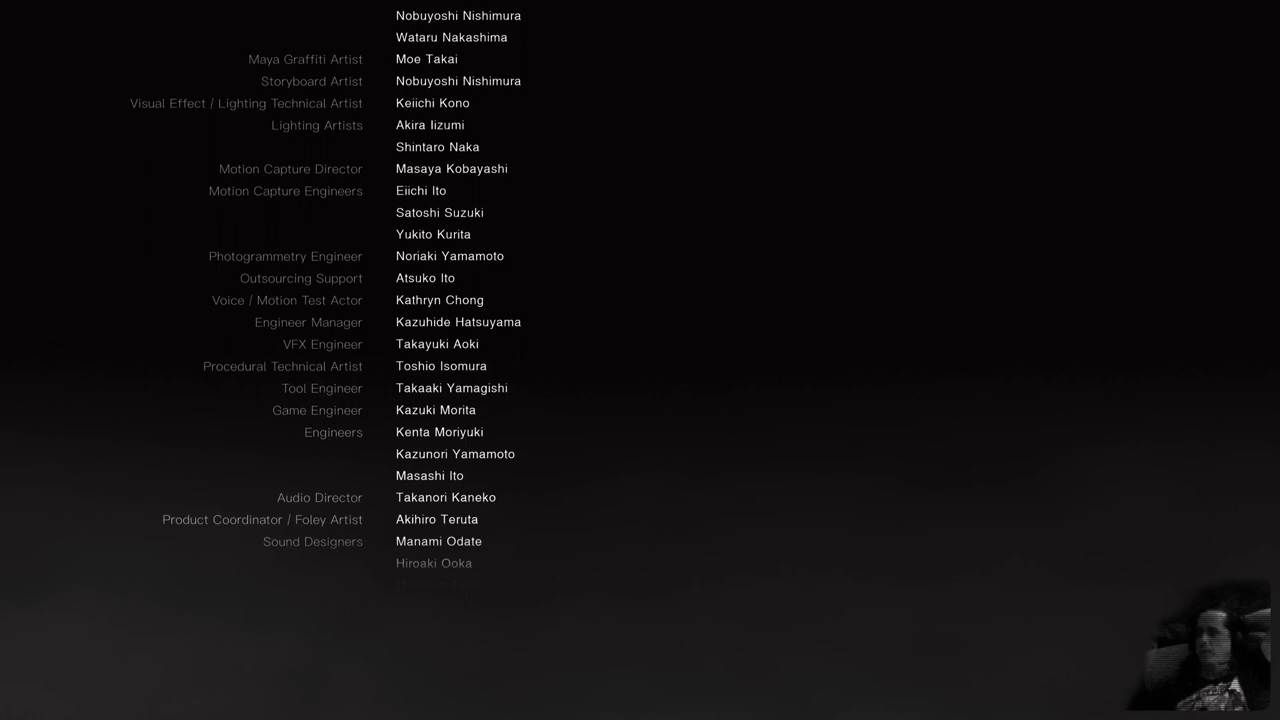 Nobuyoshi Nishimura
Wataru Nakashima
Maya Graffiti Artist Moe Takai
Storyboard Artist Nobuyoshi Nishimura
Visual Effect / Lighting Technical Artist Keiichi Kono
Lighting Artists Akira Iizumi
Shintaro Naka
Motion Capture Director Masaya Kobayashi
Motion Capture Engineers Eiichi Ito
Satoshi Suzuki
Yukito Kurita
Photogrammetry Engineer Noriaki Yamamoto
Outsourcing Support Atsuko Ito
Voice / Motion Test Actor Kathryn Chong
Engineer Manager Kazuhide Hatsuyama
VFX Engineer Takayuki Aoki
Procedural Technical Artist Toshio Isomura
Tool Engineer Takaaki Yamagishi
Game Engineer Kazuki Morita
Engineers Kenta Moriyuki
Kazunori Yamamoto
Masashi Ito
Audio Director Takanori Kaneko
Product Coordinator / Foley Artist Akihiro Teruta
Sound Designers Manami Odate
Hiroaki Ooka